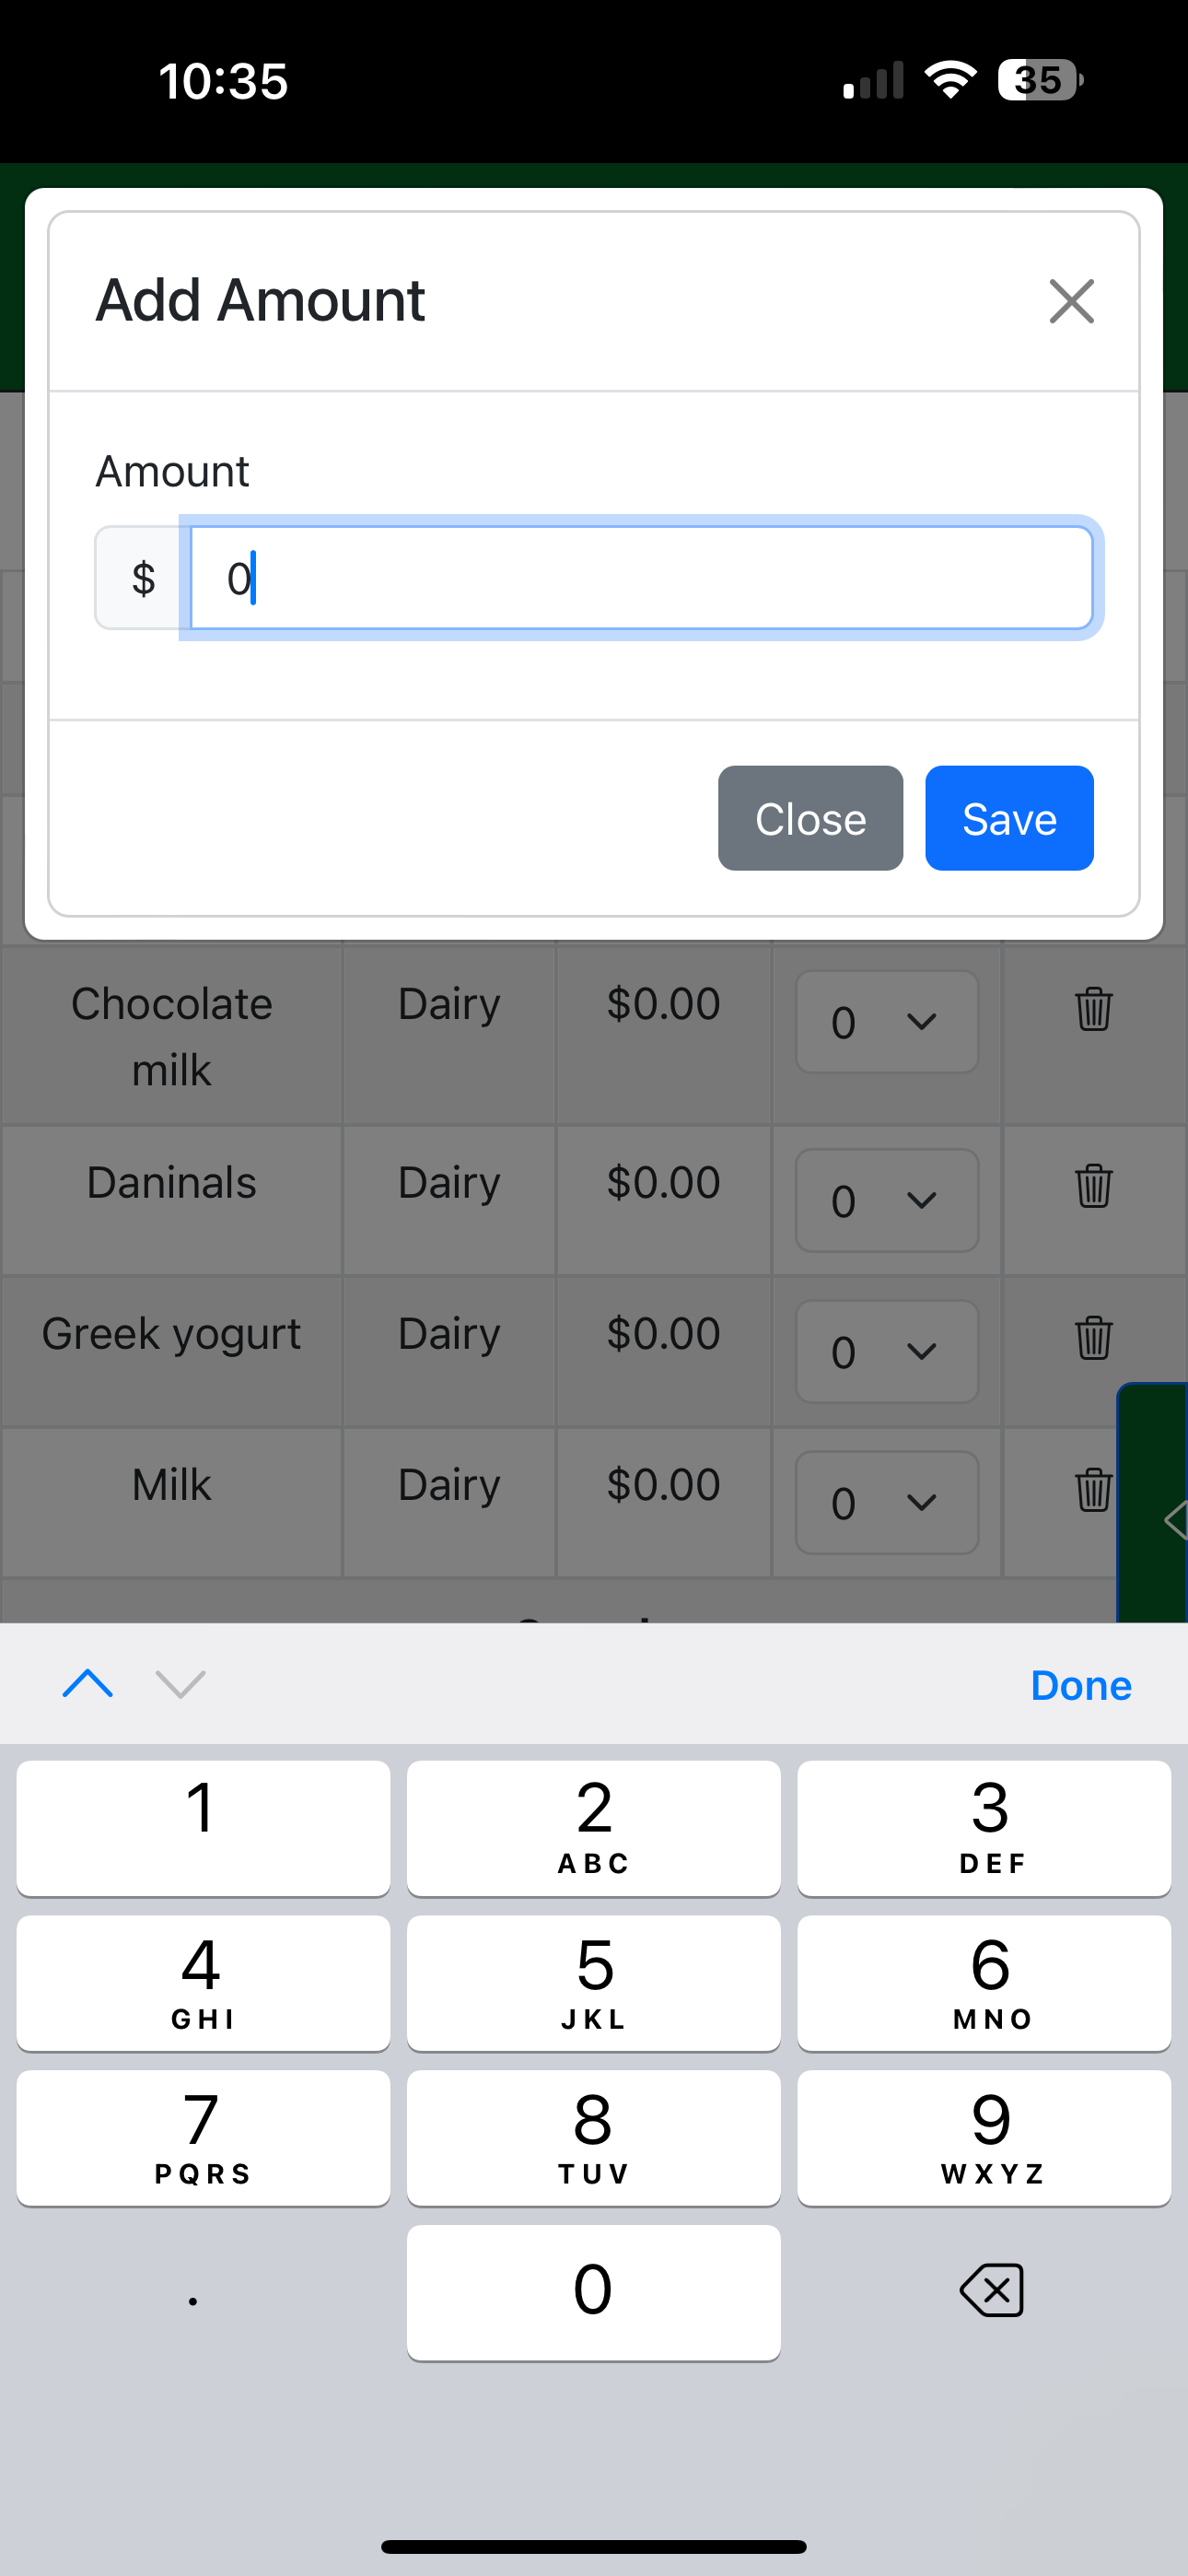 10:35
35
Add Amount
Amount
$ 0
Close Save
Chocolate milk Dairy $0.00 0
Daninals Dairy $0.00 0
Greek yogurt Dairy $0.00 0
Milk Dairy $0.00 0
Done
1
2 ABC
3 DEF
4 GHI
5 JKL
6 MNO
7 PQRS
8 TUV
9 WXYZ
.
0